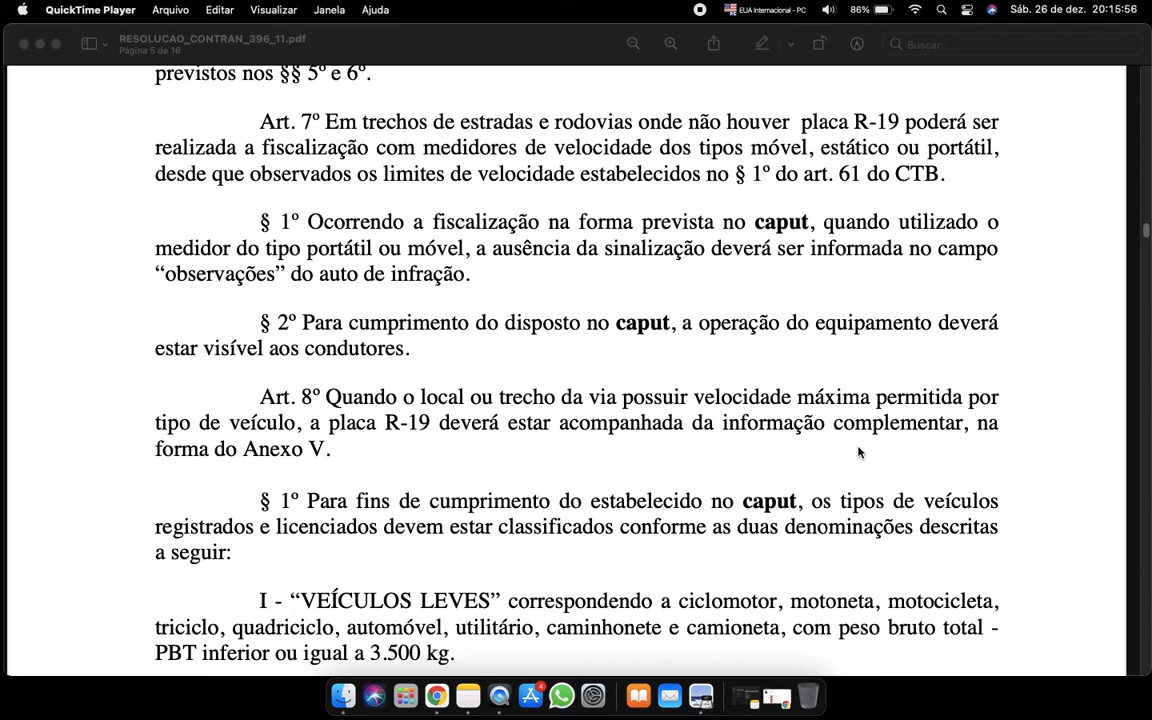 QuickTime Player Arquivo Editar Visualizar Janela Ajuda EUA Internacional - PC 86% Sáb. 26 de dez. 20:15:56
RESOLUCAO_CONTRAN_396_11.pdf
Página 5 de 16
Buscar
previstos nos §§ 5º e 6º.
Art. 7º Em trechos de estradas e rodovias onde não houver placa R-19 poderá ser
realizada a fiscalização com medidores de velocidade dos tipos móvel, estático ou portátil,
desde que observados os limites de velocidade estabelecidos no § 1º do art. 61 do CTB.
§ 1º Ocorrendo a fiscalização na forma prevista no caput, quando utilizado o
medidor do tipo portátil ou móvel, a ausência da sinalização deverá ser informada no campo
“observações” do auto de infração.
§ 2º Para cumprimento do disposto no caput, a operação do equipamento deverá
estar visível aos condutores.
Art. 8º Quando o local ou trecho da via possuir velocidade máxima permitida por
tipo de veículo, a placa R-19 deverá estar acompanhada da informação complementar, na
forma do Anexo V.
§ 1º Para fins de cumprimento do estabelecido no caput, os tipos de veículos
registrados e licenciados devem estar classificados conforme as duas denominações descritas
a seguir:
I - “VEÍCULOS LEVES” correspondendo a ciclomotor, motoneta, motocicleta,
triciclo, quadriciclo, automóvel, utilitário, caminhonete e camioneta, com peso bruto total -
PBT inferior ou igual a 3.500 kg.
4